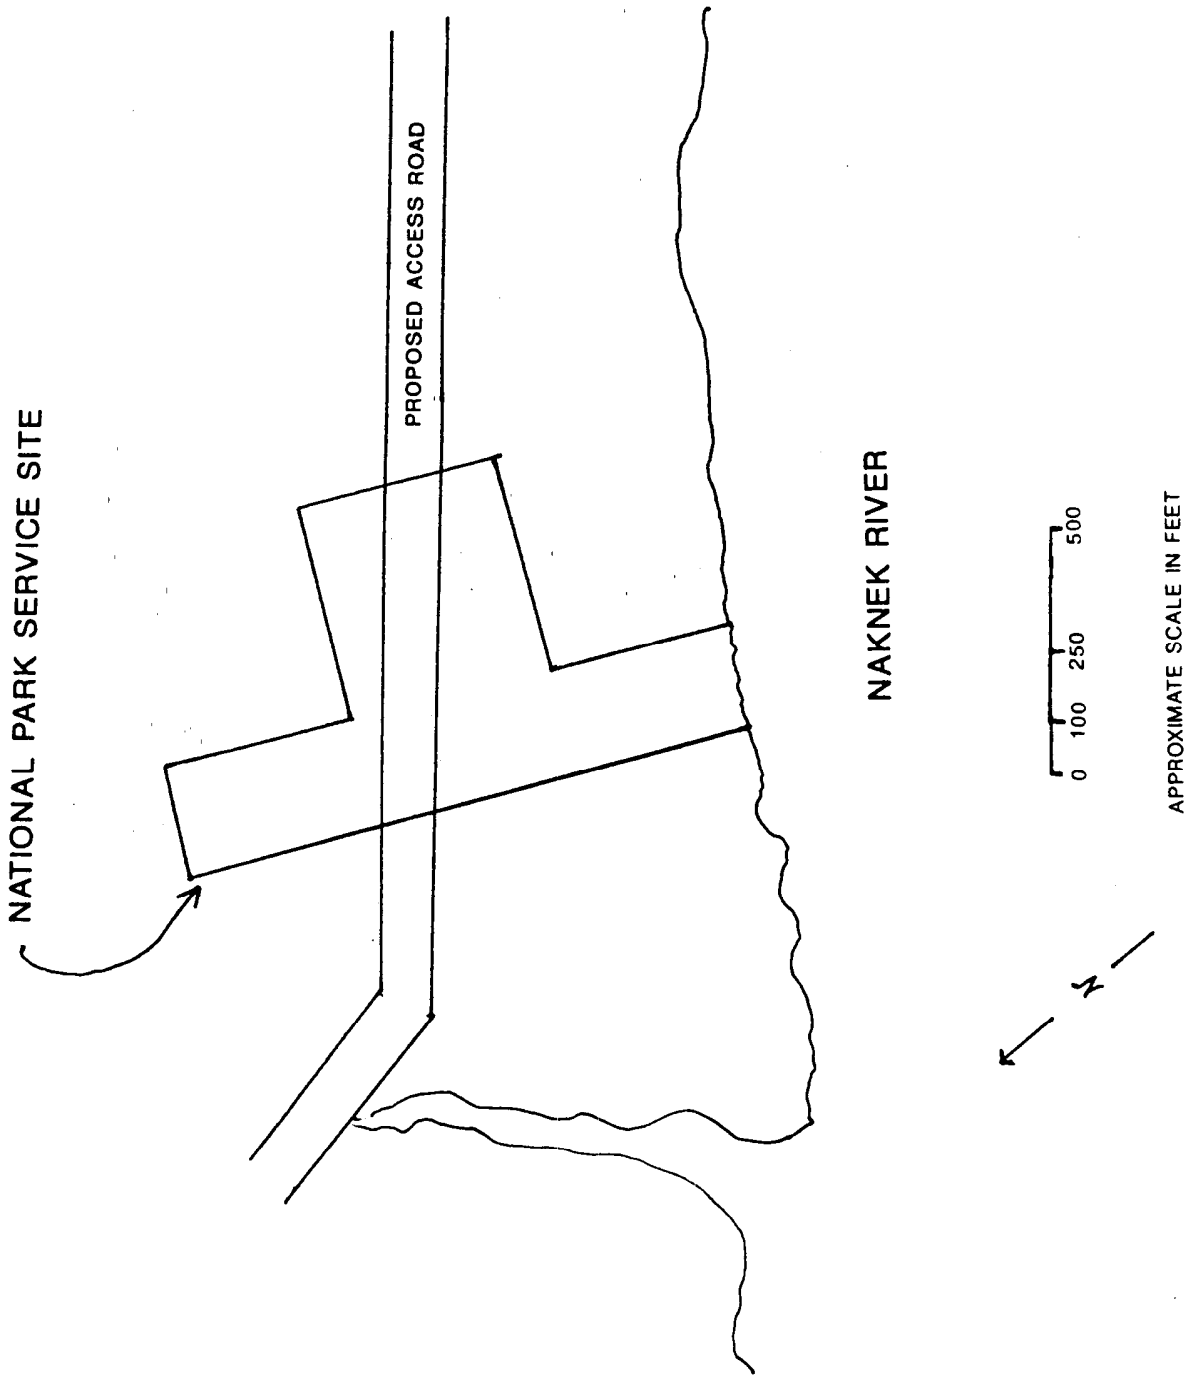 NATIONAL PARK SERVICE SITE
PROPOSED ACCESS ROAD
NAKNEK RIVER
0 100 250 500
APPROXIMATE SCALE IN FEET
N